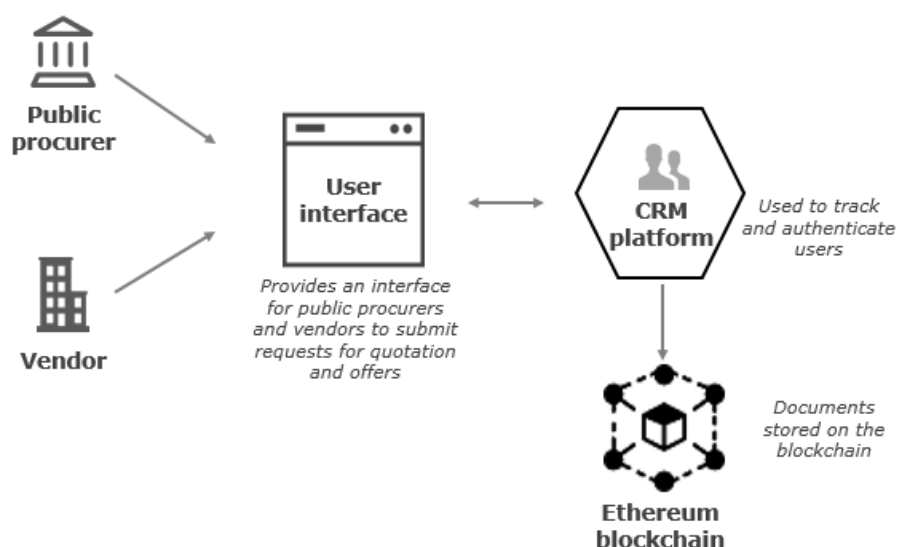 Public
procurer
User
interface
Provides an interface
for public procurers
and vendors to submit
requests for quotation
and offers
Vendor
CRM
platform
Used to track
and authenticate
users
Documents
stored on the
blockchain
Ethereum
blockchain